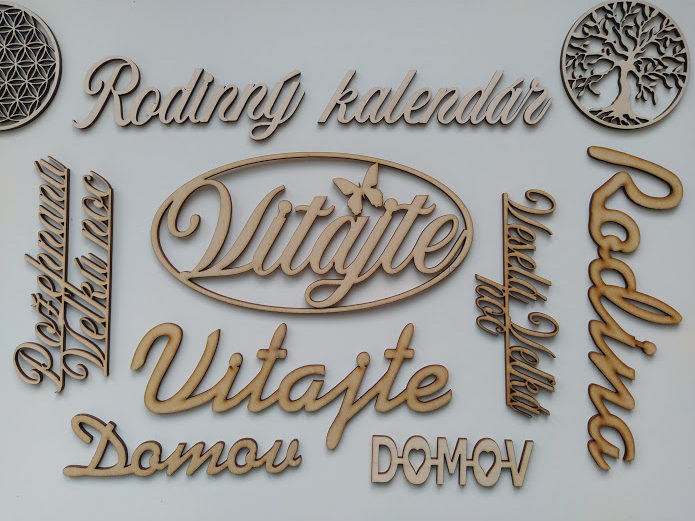 Rodinný kalendár
Požehnanú
Veľkú noc
Vitajte
Veselú Veľkú
noc
Rodina
Vitajte
Domov
DOMOV